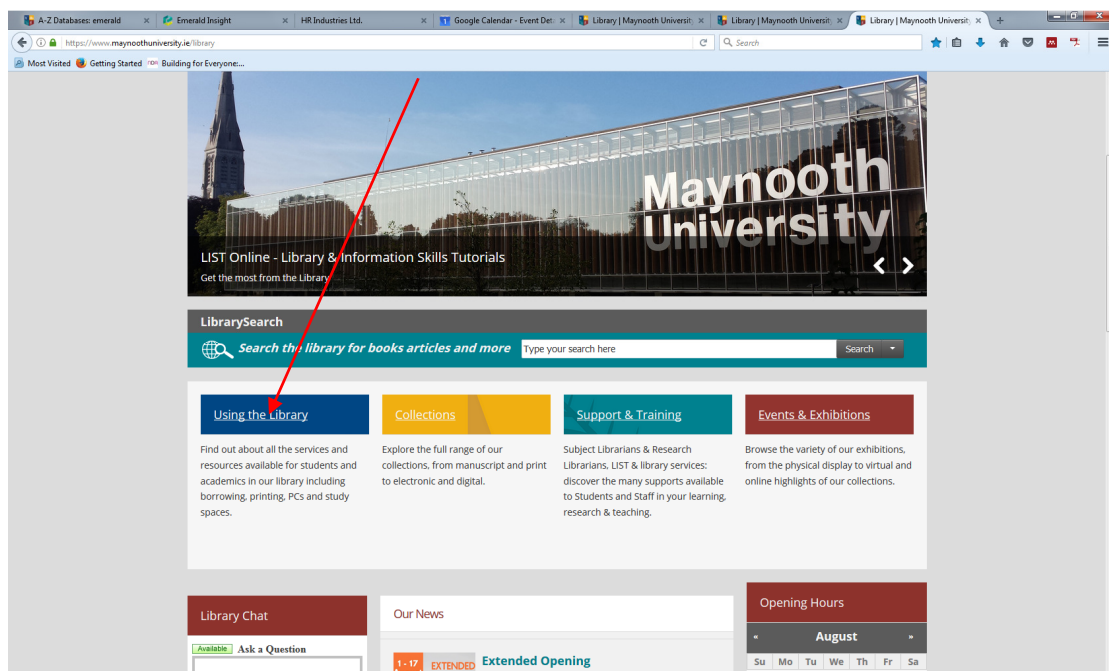 A-Z Databases: emerald
Emerald Insight
HR Industries Ltd.
Google Calendar - Event Det
Library | Maynooth Universit
Library | Maynooth Universit
Library | Maynooth Universit
https://www.maynoothuniversity.ie/library
Search
Most Visited
Getting Started
Building for Everyone:...
Maynooth
University
LIST Online - Library & Information Skills Tutorials
Get the most from the Library
LibrarySearch
Search the library for books articles and more
Type your search here
Search
Using the Library
Find out about all the services and
resources available for students and
academics in our library including
borrowing, printing, PCs and study
spaces.
Collections
Explore the full range of our
collections, from manuscript and print
to electronic and digital.
Support & Training
Subject Librarians & Research
Librarians, LIST & library services:
discover the many supports available
to Students and Staff in your learning,
research & teaching.
Events & Exhibitions
Browse the variety of our exhibitions,
from the physical display to virtual and
online highlights of our collections.
Library Chat
Available Ask a Question
Our News
1 - 17
EXTENDED
Extended Opening
Opening Hours
« August »
Su Mo Tu We Th Fr Sa